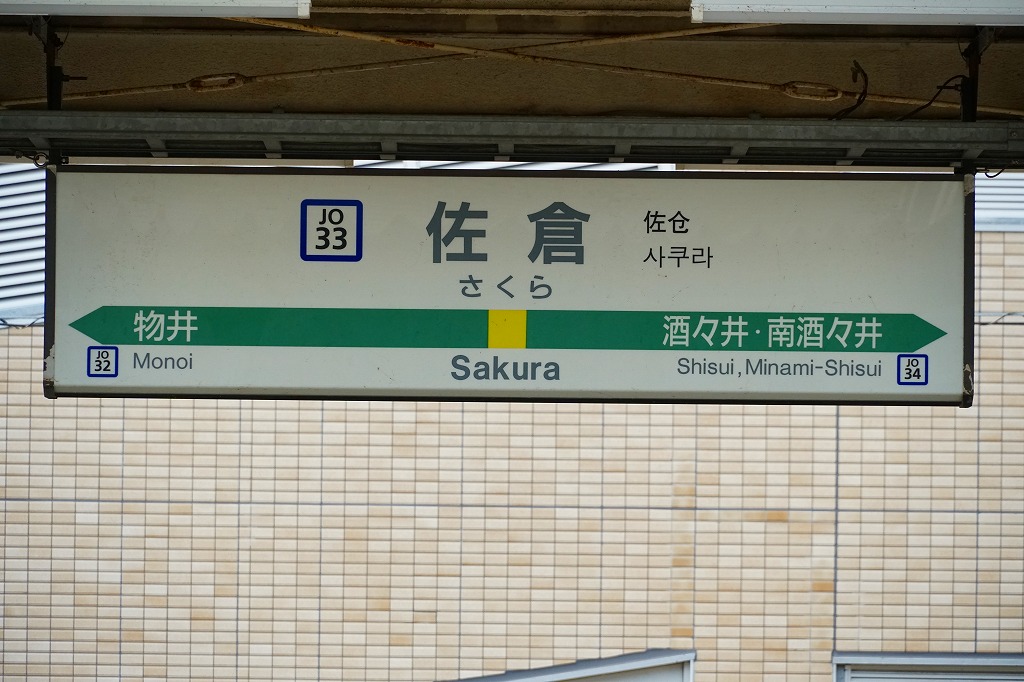 JO
33
佐倉
佐仓
사쿠라
さくら
物井
酒々井・南酒々井
JO
32
Monoi
Sakura
Shisui, Minami-Shisui
JO
34